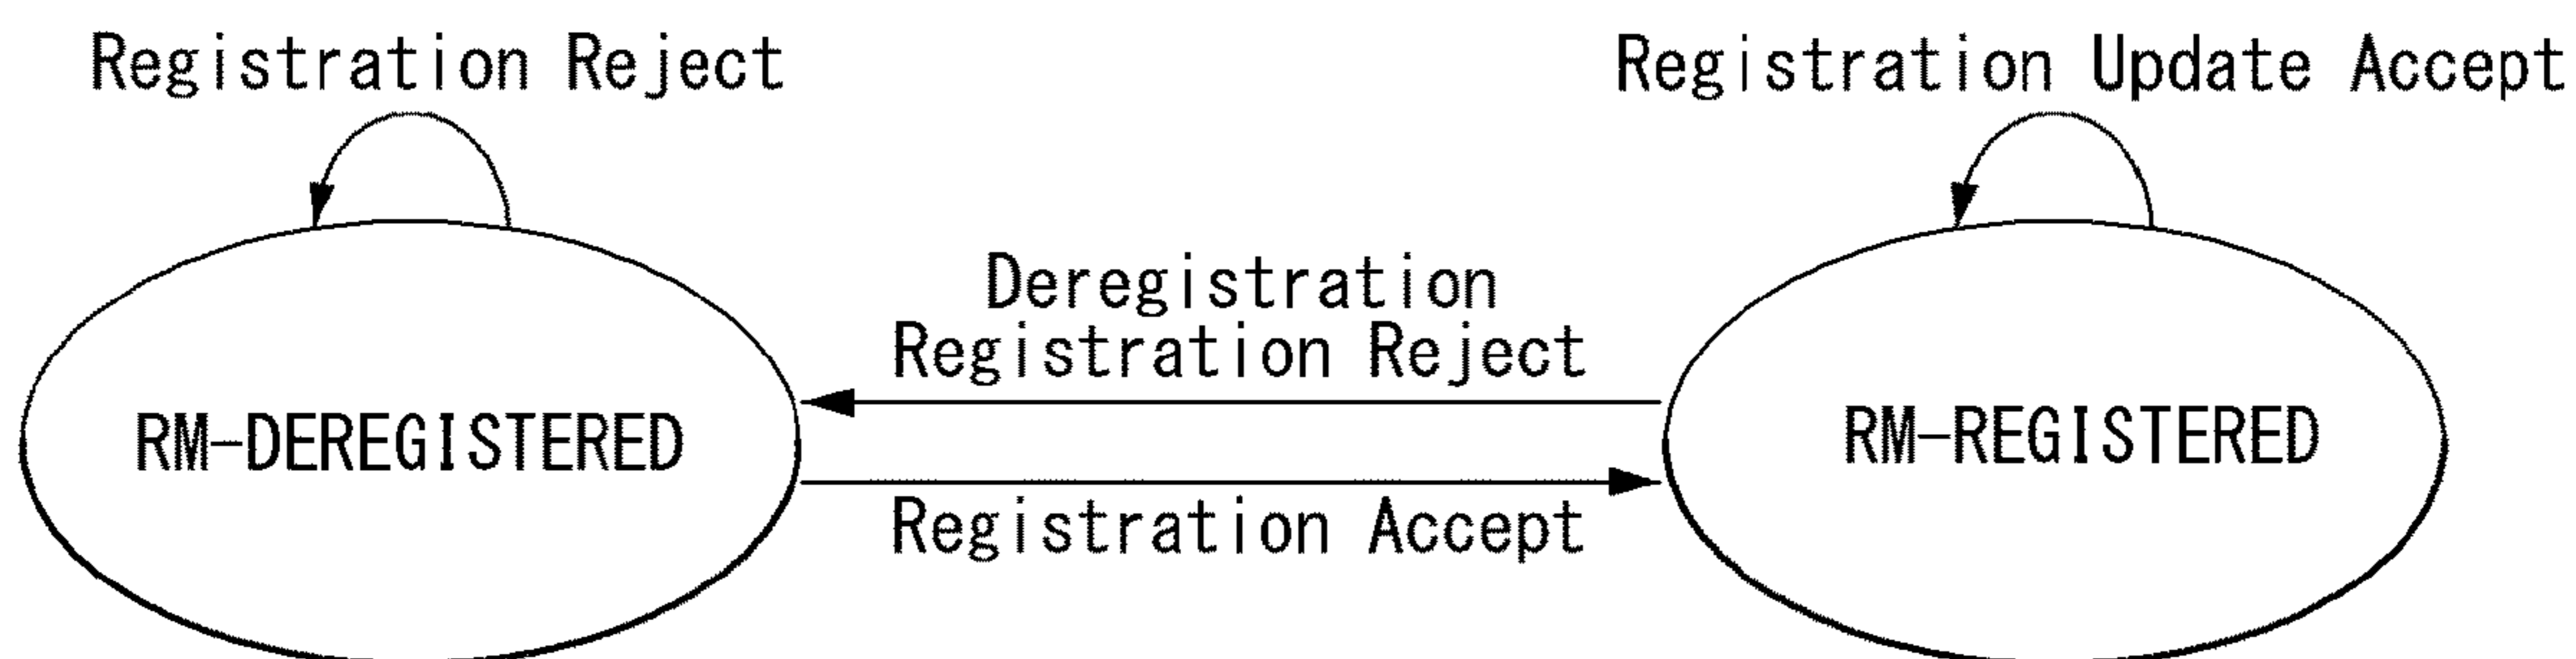 Registration Reject
Registration Update Accept
Deregistration
Registration Reject
RM-DEREGISTERED
RM-REGISTERED
Registration Accept